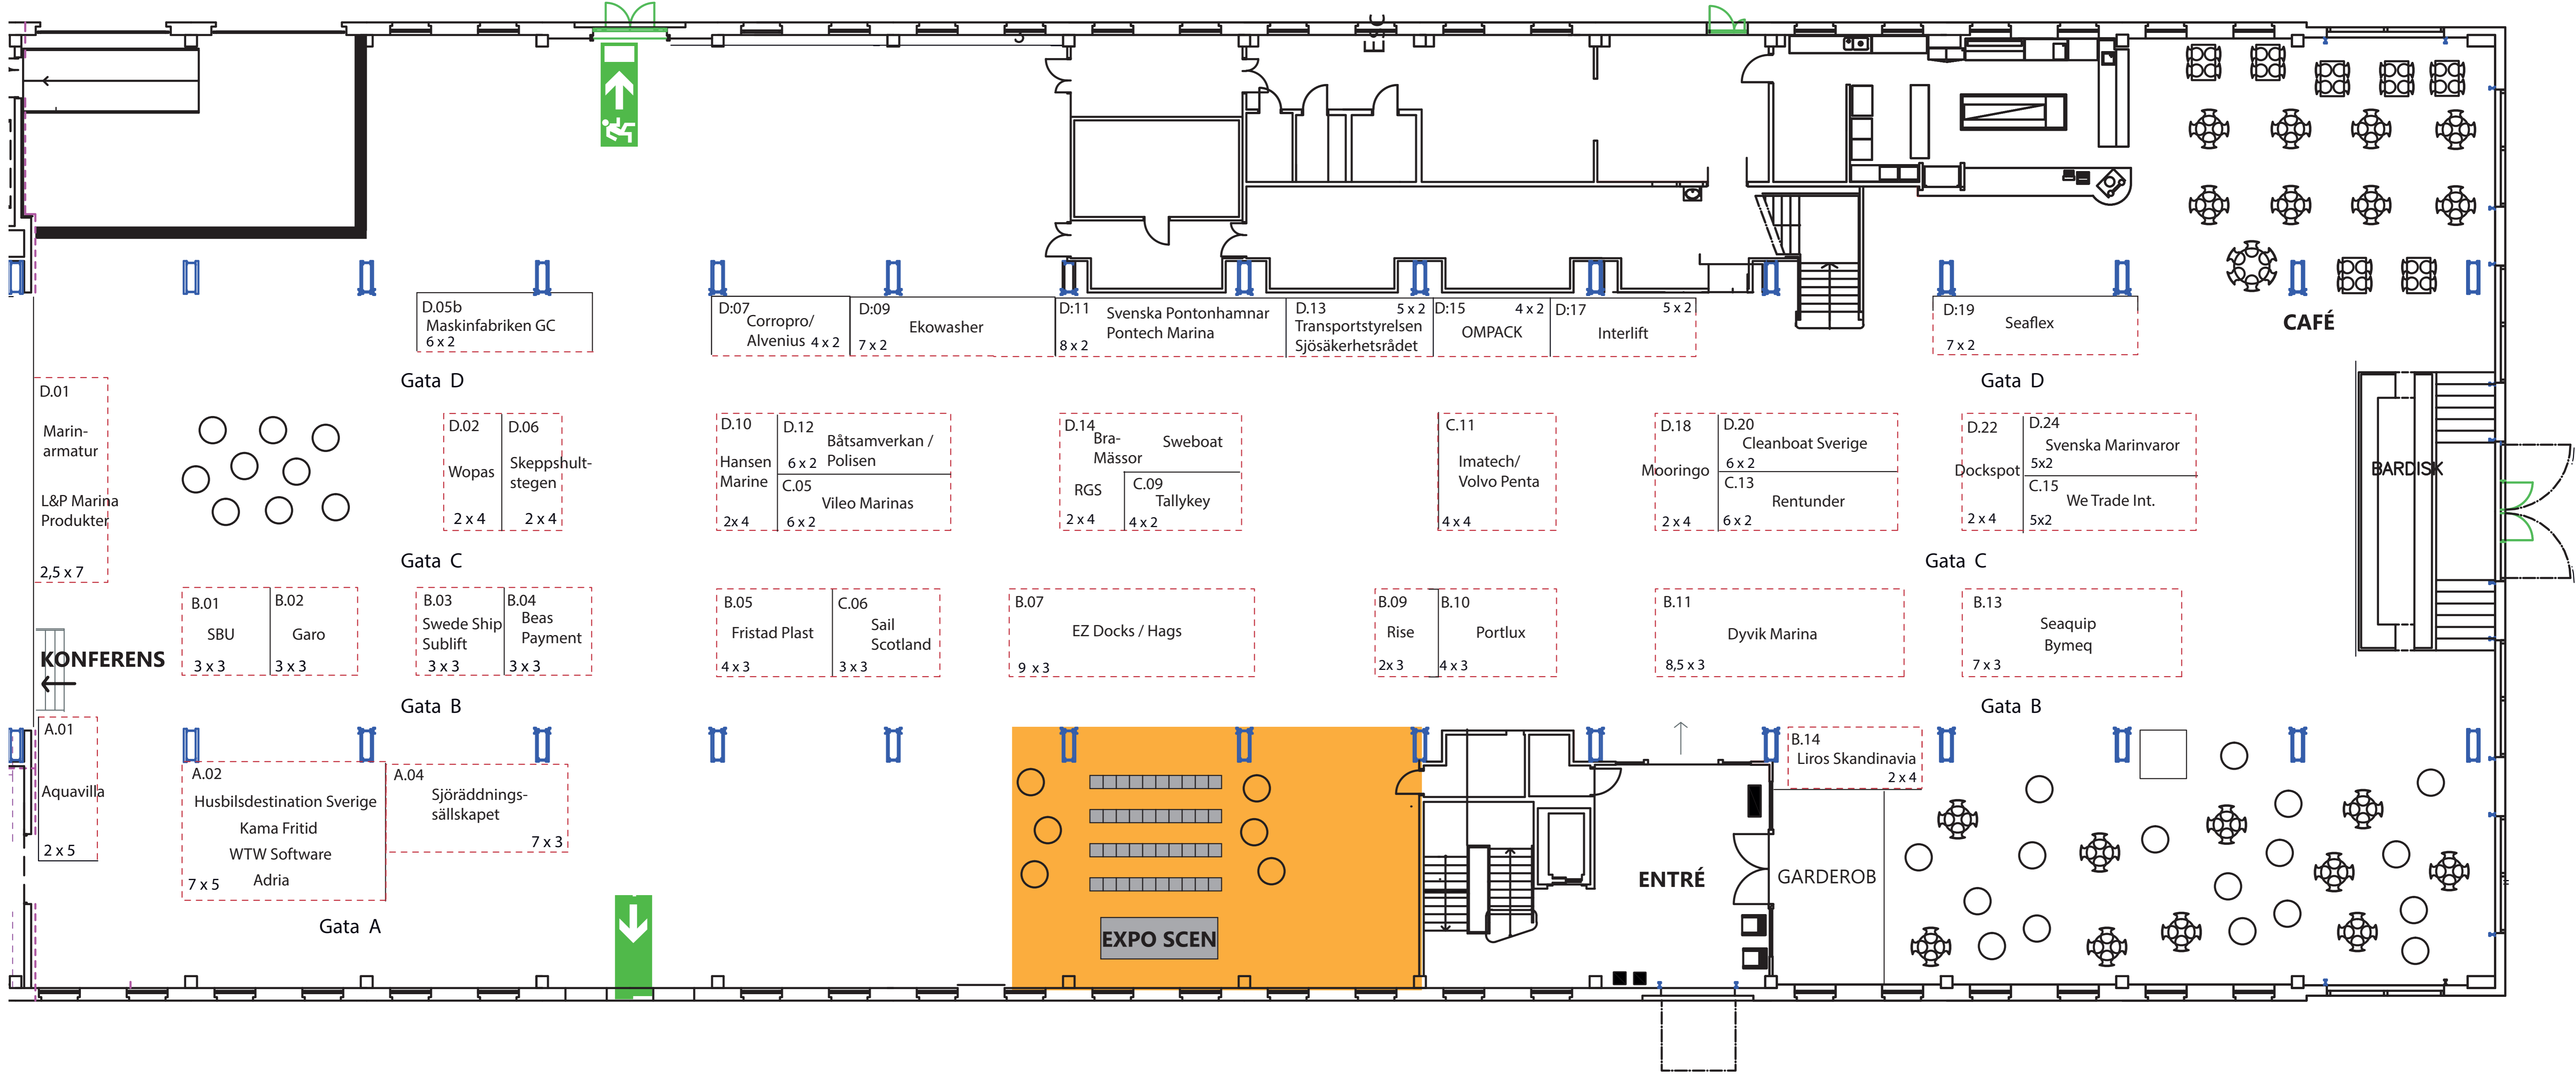 ESC
D.05b
Maskinfabriken GC
6 x 2
D:07
Corropro/
Alvenius 4 x 2
D:09
Ekowasher
7 x 2
D:11
Svenska Pontonhamnar
Pontech Marina
8 x 2
D.13
5 x 2
Transportstyrelsen
Sjösäkerhetsrådet
D:15
4 x 2
OMPACK
D:17
5 x 2
Interlift
D:19
Seaflex
7 x 2
CAFÉ
Gata D
Gata D
D.01
Marin-
armatur
L&P Marina
Produkter
2,5 x 7
D.02
Wopas
2 x 4
D.06
Skeppshult-
stegen
2 x 4
D.10
Hansen
Marine
2x 4
D.12
Båtsamverkan /
Polisen
6 x 2
C.05
Vileo Marinas
6 x 2
D.14
Bra-
Mässor
Sweboat
RGS
2 x 4
C.09
Tallykey
4 x 2
C.11
Imatech/
Volvo Penta
4 x 4
D.18
Mooringo
2 x 4
D.20
Cleanboat Sverige
6 x 2
C.13
Rentunder
6 x 2
D.22
Dockspot
2 x 4
D.24
Svenska Marinvaror
5x2
C.15
We Trade Int.
5x2
BARDISK
Gata C
Gata C
B.01
SBU
3 x 3
B.02
Garo
3 x 3
B.03
Swede Ship
Sublift
3 x 3
B.04
Beas
Payment
3 x 3
B.05
Fristad Plast
4 x 3
C.06
Sail
Scotland
3 x 3
B.07
EZ Docks / Hags
9 x 3
B.09
Rise
2x 3
B.10
Portlux
4 x 3
B.11
Dyvik Marina
8,5 x 3
B.13
Seaquip
Bymeq
7 x 3
KONFERENS
Gata B
Gata B
A.01
Aquavilla
2 x 5
A.02
Husbilsdestination Sverige
Kama Fritid
WTW Software
Adria
7 x 5
A.04
Sjöräddnings-
sällskapet
7 x 3
B.14
Liros Skandinavia
2 x 4
ENTRÉ
GARDEROB
Gata A
EXPO SCEN